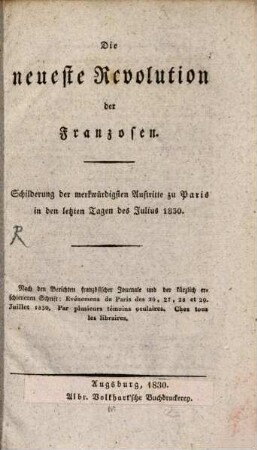 Die
neueste Revolution
der
Franzosen.
Schilderung der merkwürdigsten Auftritte zu Paris
in den letzten Tagen des Julius 1830.
R
Nach den Berichten französischer Journale und der kürzlich er-
schienenen Schrift: Evénemens de Paris des 26, 27, 28 et 29.
Juillet 1830, Par plusieurs témoins oculaires. Chez tous
les libraires.
Augsburg, 1830.
Albr. Volkhart'sche Buchdruckerey.